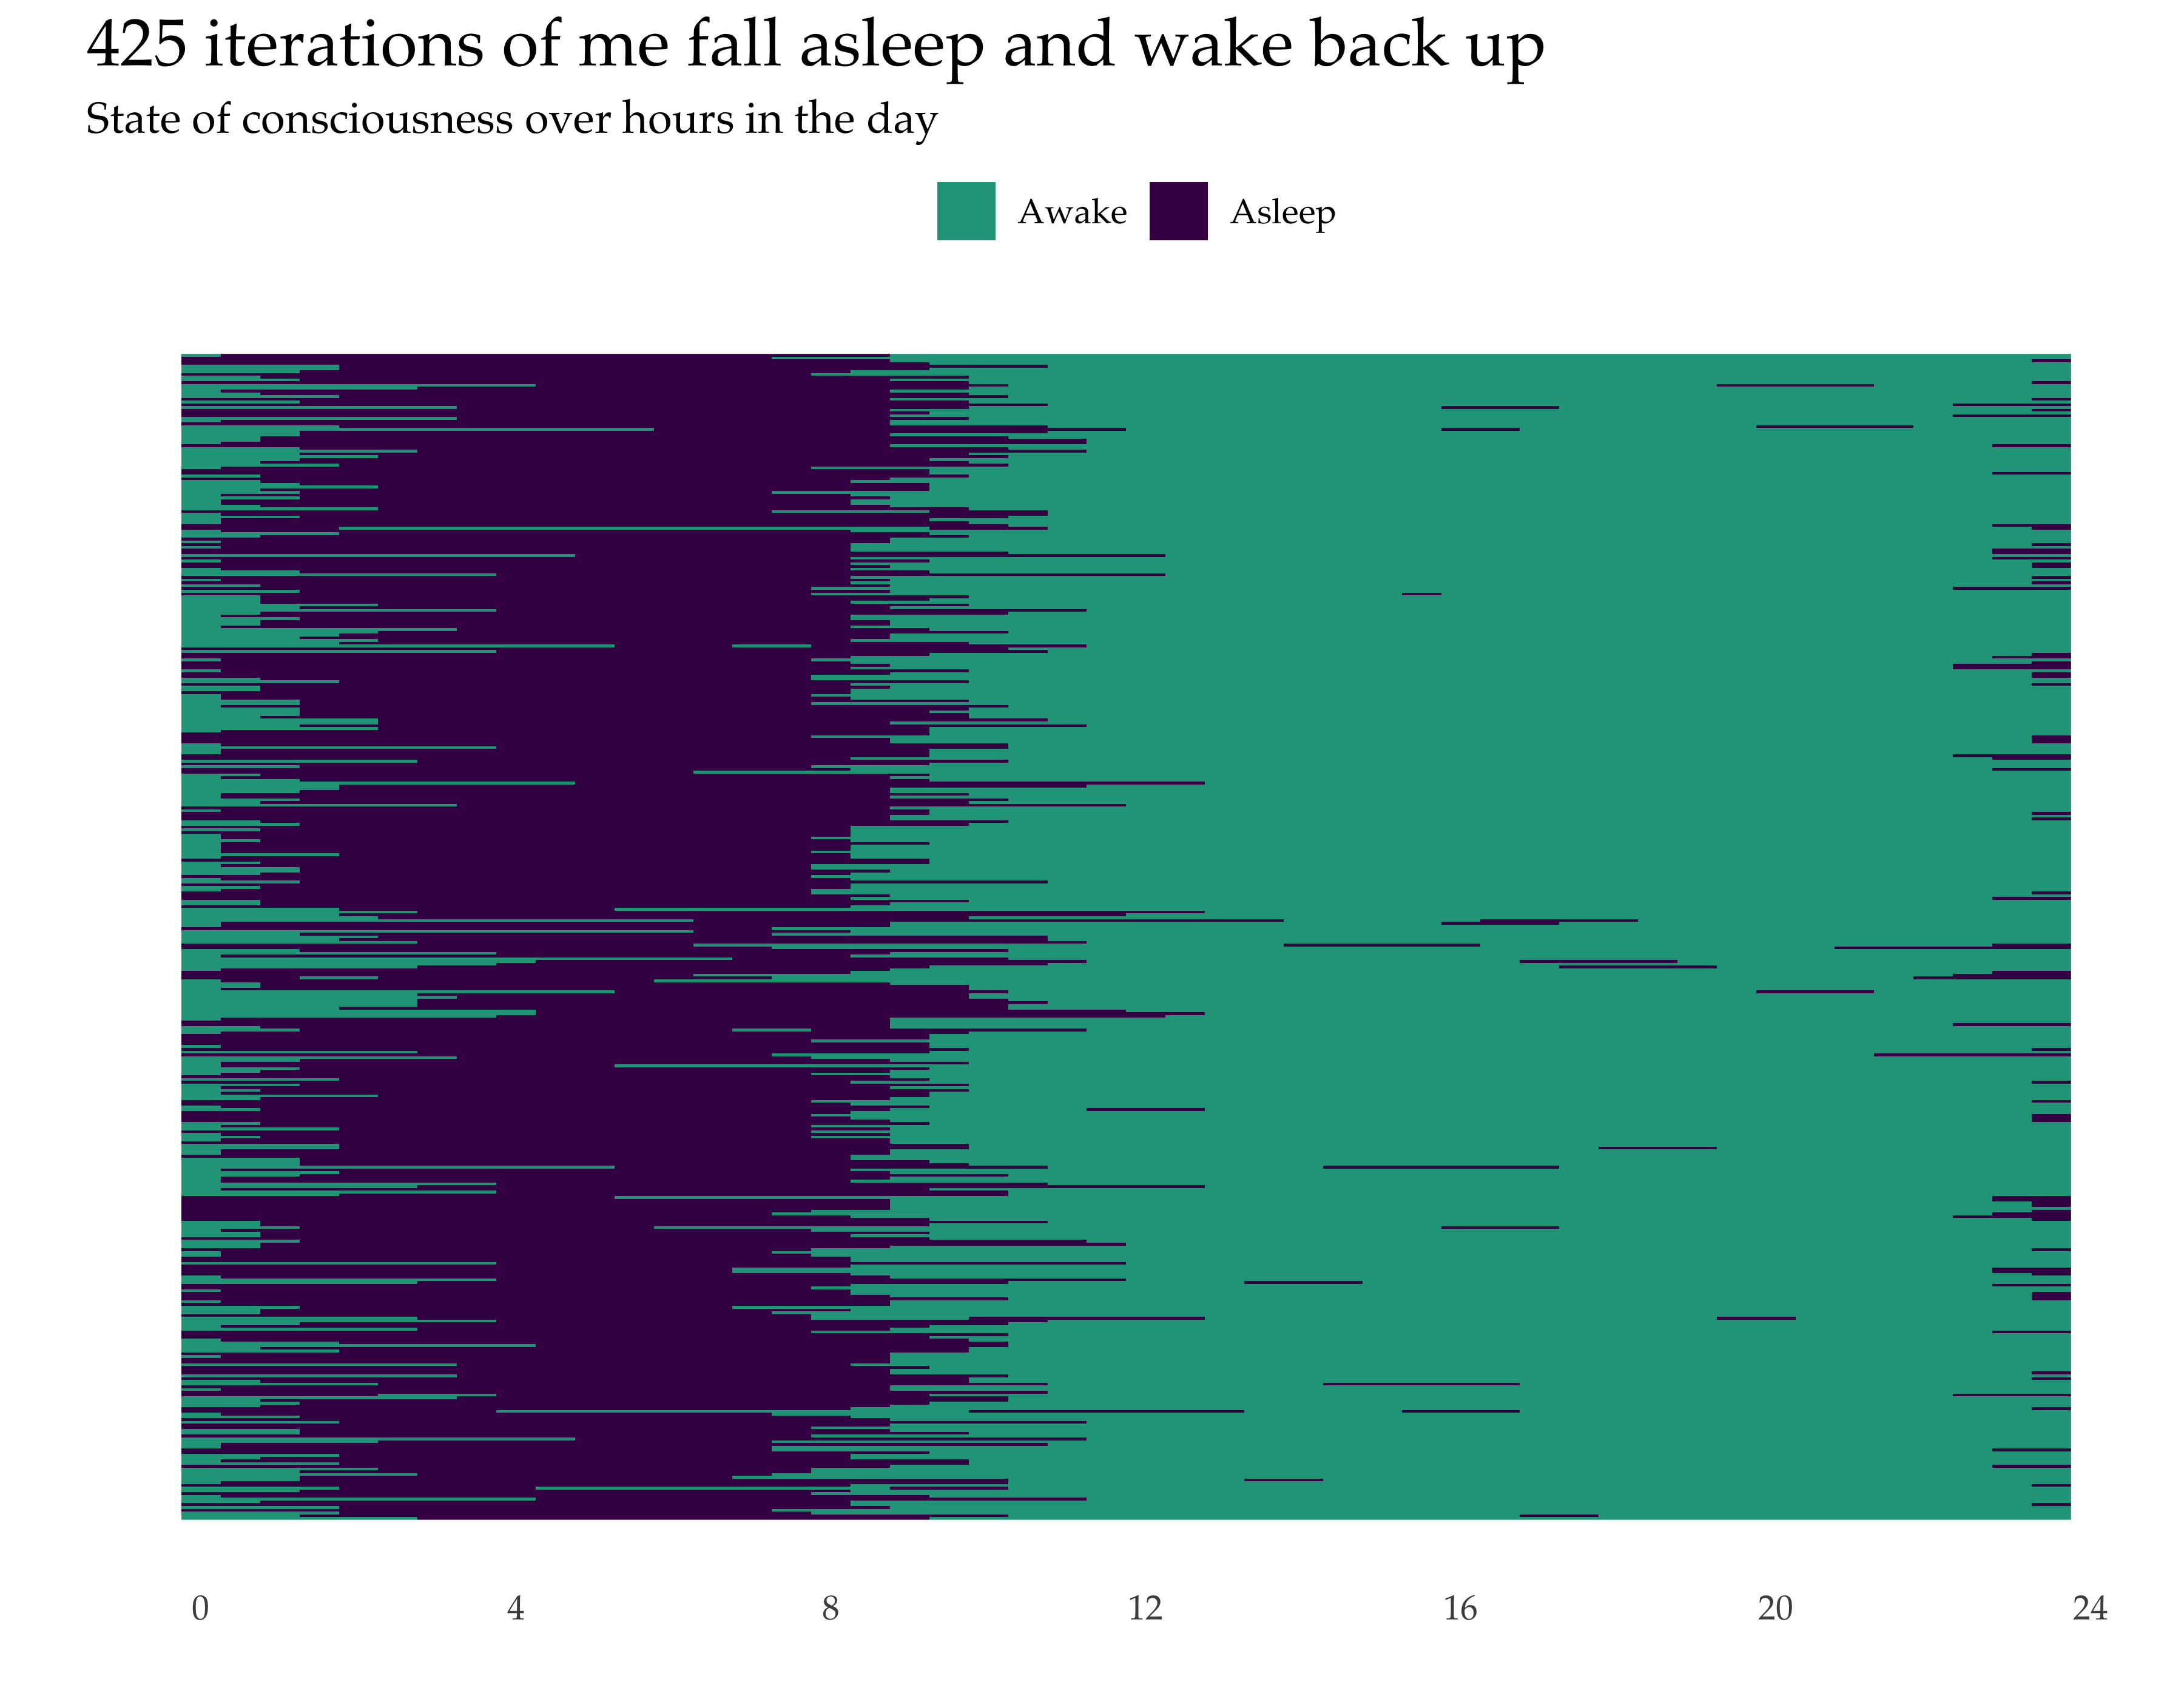 425 iterations of me fall asleep and wake back up
State of consciousness over hours in the day
Awake Asleep
0 4 8 12 16 20 24